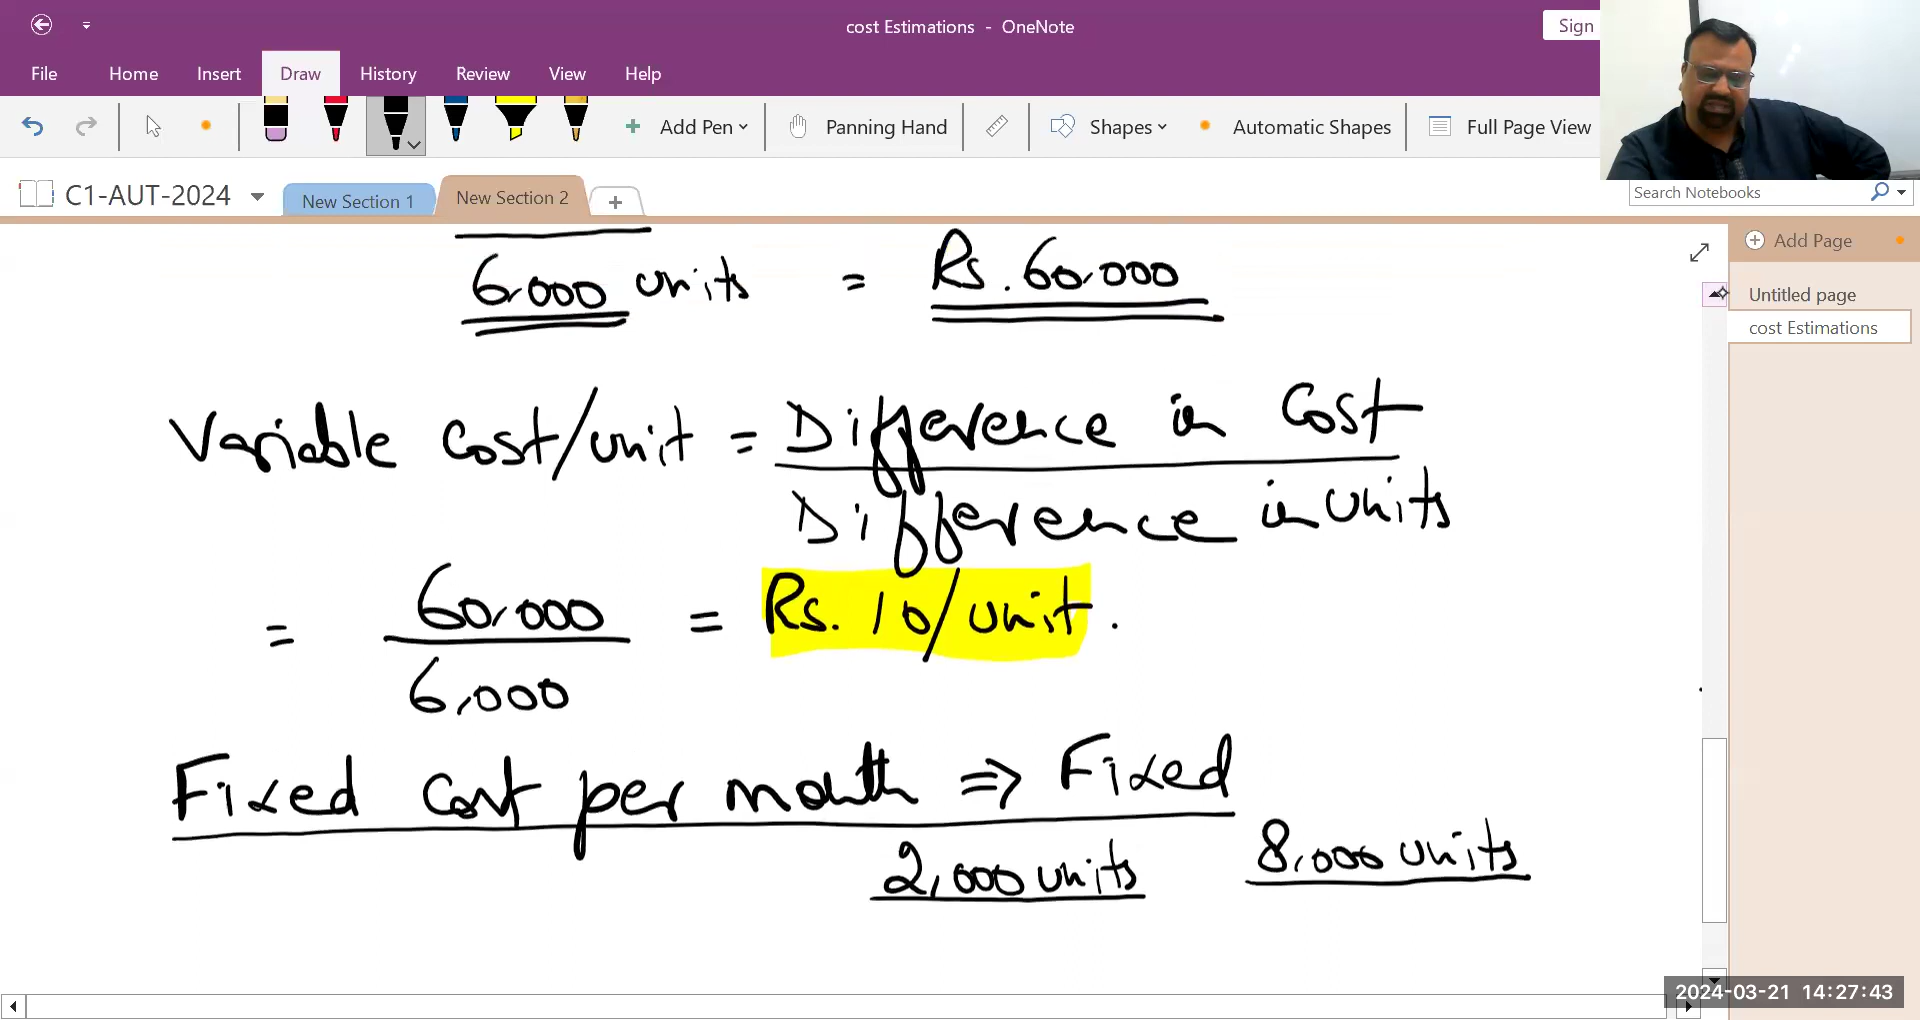 cost Estimations - OneNote
Sign
File Home Insert Draw History Review View Help
Add Pen Panning Hand Shapes Automatic Shapes Full Page View
C1-AUT-2024 New Section 1 New Section 2
Search Notebooks
Add Page
Untitled page
cost Estimations
6,000 units = Rs. 60,000
Variable Cost/unit = Difference in Cost
Difference in units
= 60,000 = Rs. 10/unit.
6,000
Fixed Cost per month ⇒ Fixed
2,000 units 8,000 units
2024-03-21 14:27:43